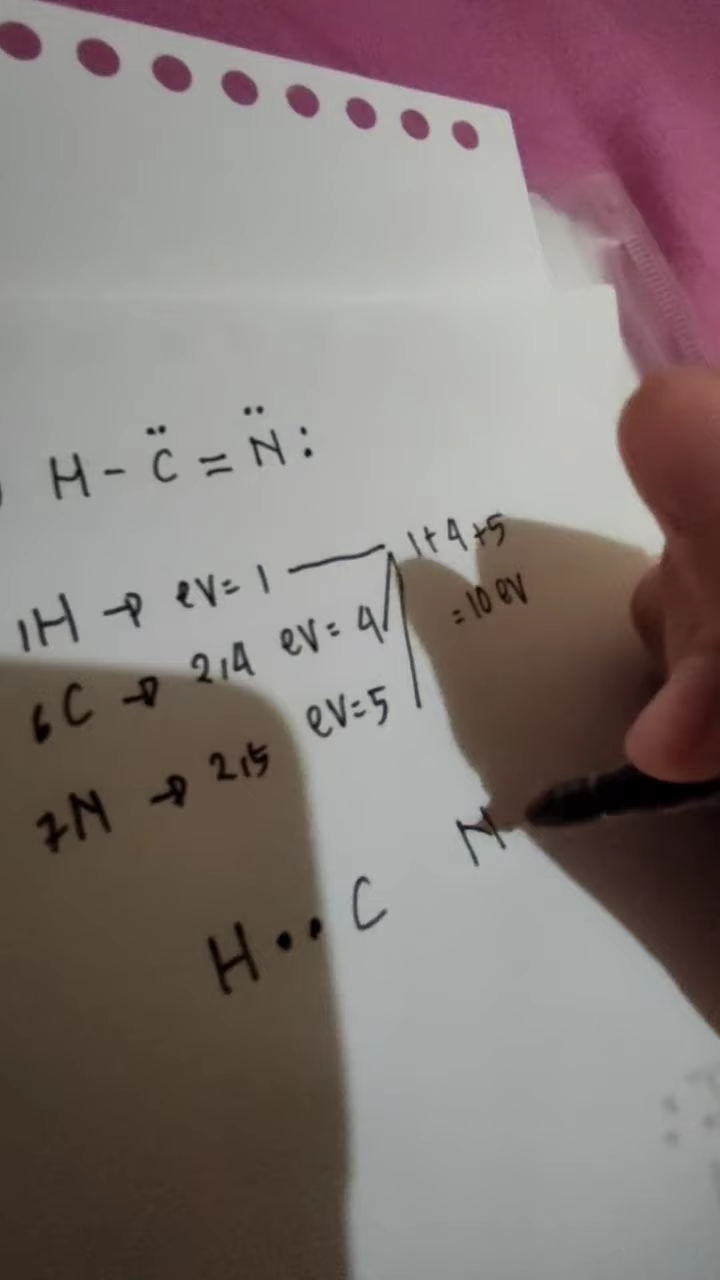 H - C̈ = N̈ :
1H → ev = 1 1+4+5
6C → 2,4 ev = 4 = 10 ev
7N → 2,5 ev = 5
H •• C N